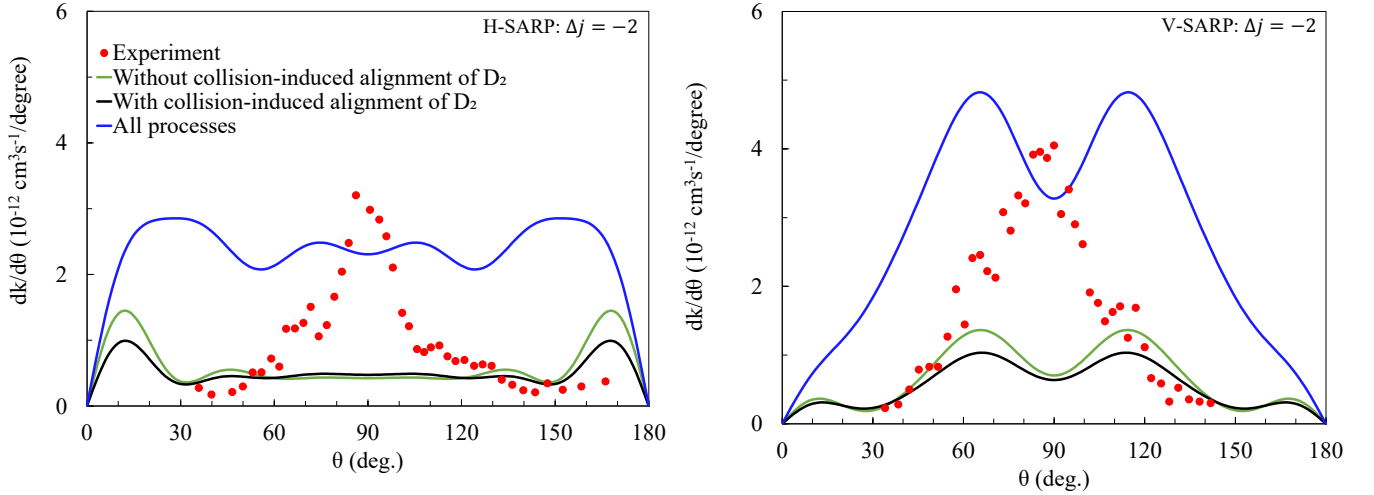 H-SARP: Δj = −2
6
4
2
0
dk/dθ (10⁻¹² cm³s⁻¹/degree)
Experiment
Without collision-induced alignment of D₂
With collision-induced alignment of D₂
All processes
0 30 60 90 120 150 180
θ (deg.)
V-SARP: Δj = −2
6
4
2
0
dk/dθ (10⁻¹² cm³s⁻¹/degree)
0 30 60 90 120 150 180
θ (deg.)